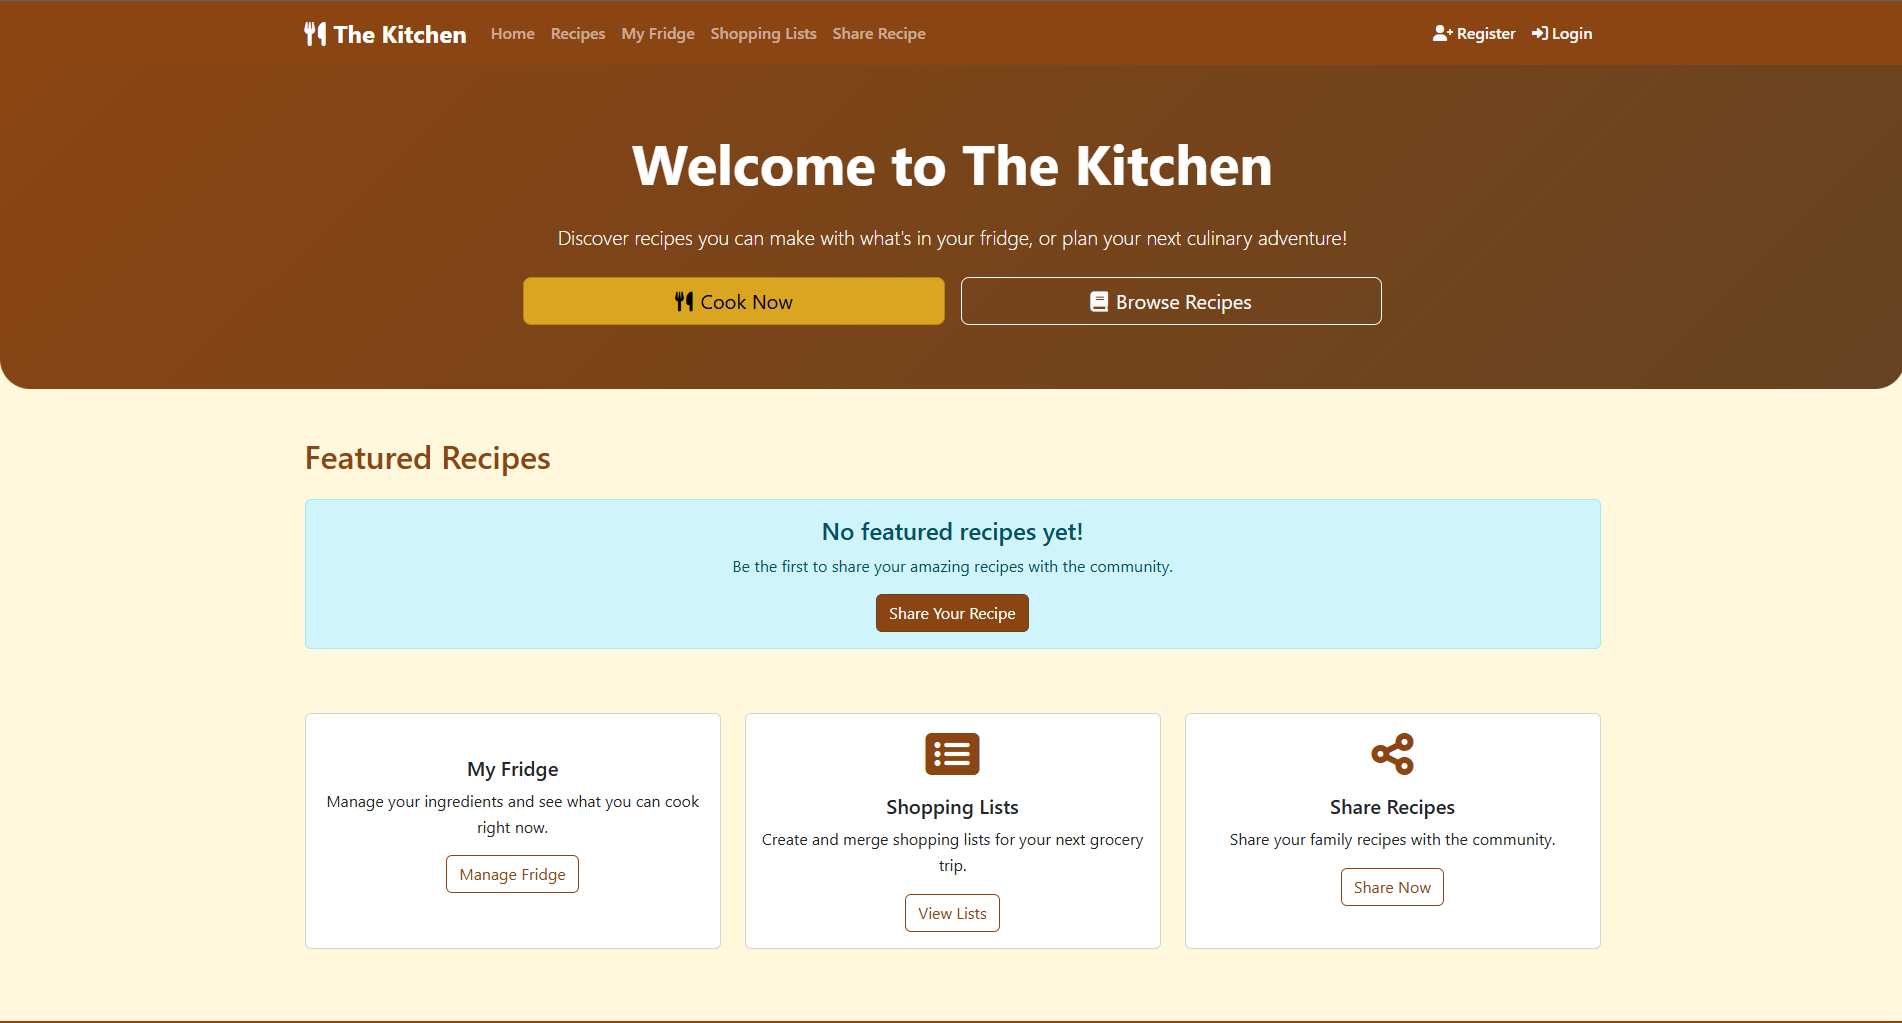 The Kitchen
Home
Recipes
My Fridge
Shopping Lists
Share Recipe
Register
Login
Welcome to The Kitchen
Discover recipes you can make with what's in your fridge, or plan your next culinary adventure!
Cook Now
Browse Recipes
Featured Recipes
No featured recipes yet!
Be the first to share your amazing recipes with the community.
Share Your Recipe
My Fridge
Manage your ingredients and see what you can cook
right now.
Manage Fridge
Shopping Lists
Create and merge shopping lists for your next grocery
trip.
View Lists
Share Recipes
Share your family recipes with the community.
Share Now